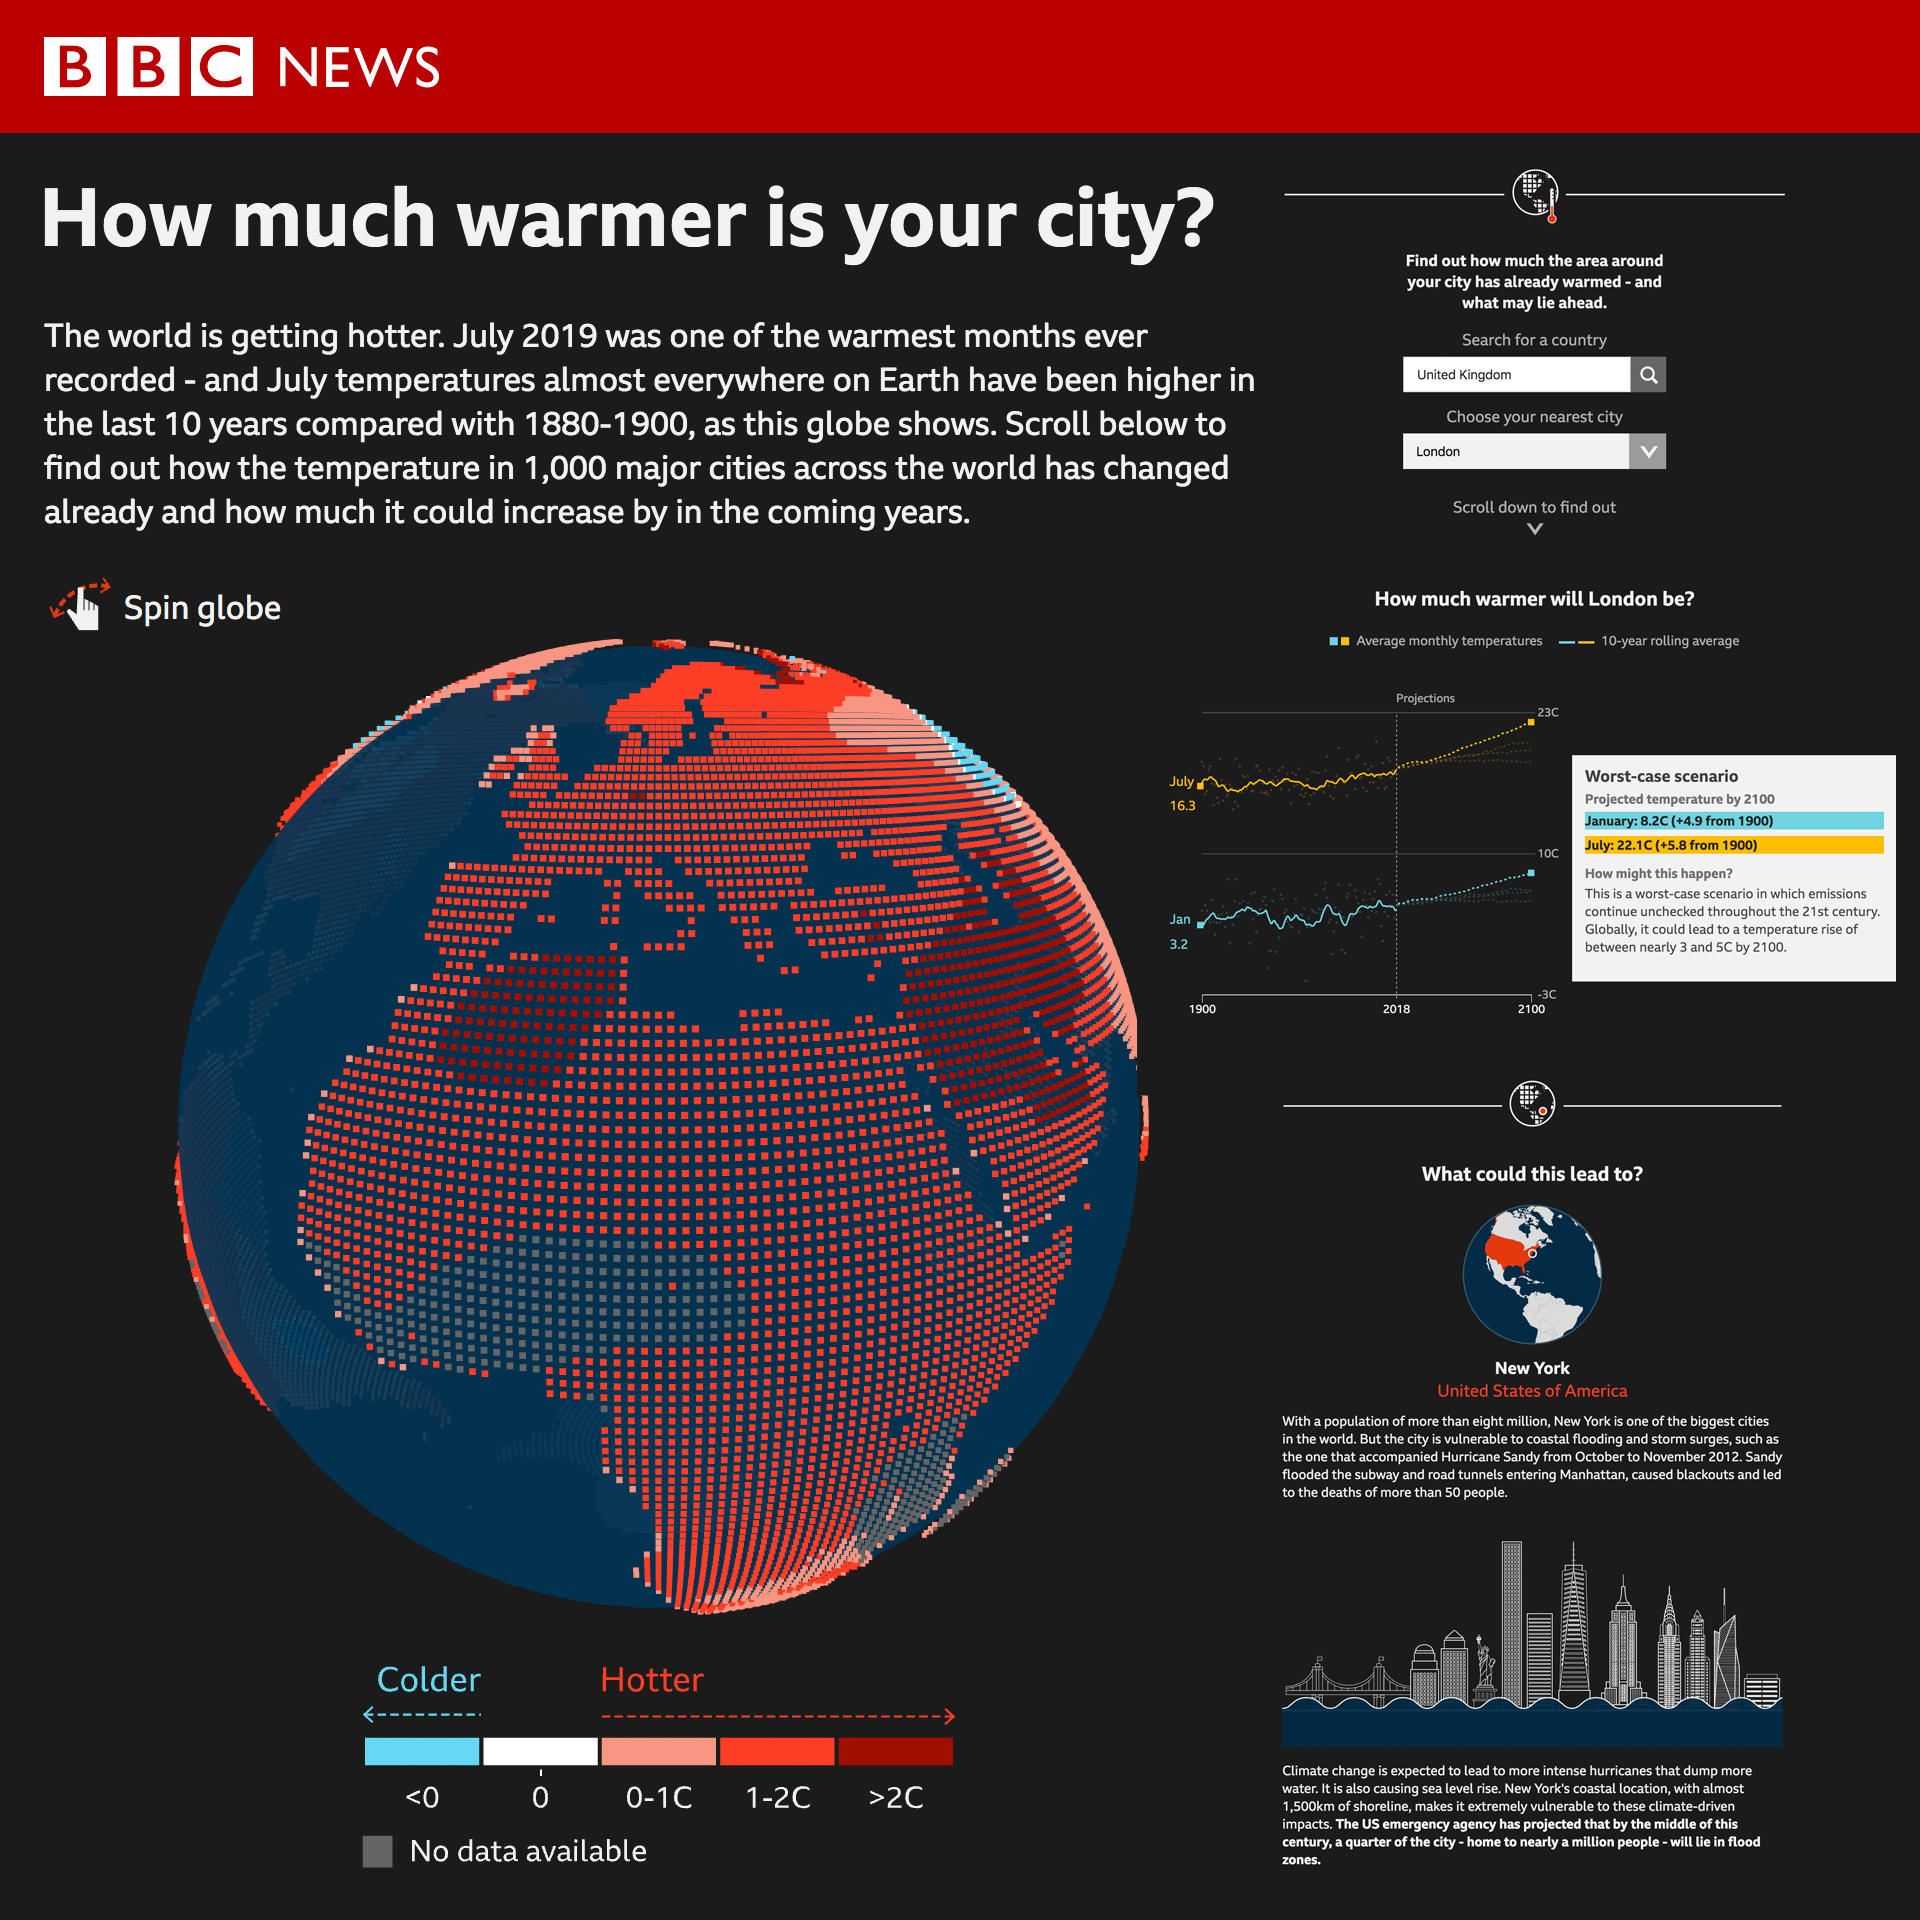 BBC NEWS
How much warmer is your city?
The world is getting hotter. July 2019 was one of the warmest months ever
recorded - and July temperatures almost everywhere on Earth have been higher in
the last 10 years compared with 1880-1900, as this globe shows. Scroll below to
find out how the temperature in 1,000 major cities across the world has changed
already and how much it could increase by in the coming years.
Spin globe
Colder
Hotter
<0
0
0-1C
1-2C
>2C
No data available
Find out how much the area around
your city has already warmed - and
what may lie ahead.
Search for a country
United Kingdom
Choose your nearest city
London
Scroll down to find out
How much warmer will London be?
Average monthly temperatures
10-year rolling average
Projections
23C
July
16.3
10C
Jan
3.2
-3C
1900
2018
2100
Worst-case scenario
Projected temperature by 2100
January: 8.2C (+4.9 from 1900)
July: 22.1C (+5.8 from 1900)
How might this happen?
This is a worst-case scenario in which emissions
continue unchecked throughout the 21st century.
Globally, it could lead to a temperature rise of
between nearly 3 and 5C by 2100.
What could this lead to?
New York
United States of America
With a population of more than eight million, New York is one of the biggest cities
in the world. But the city is vulnerable to coastal flooding and storm surges, such as
the one that accompanied Hurricane Sandy from October to November 2012. Sandy
flooded the subway and road tunnels entering Manhattan, caused blackouts and led
to the deaths of more than 50 people.
Climate change is expected to lead to more intense hurricanes that dump more
water. It is also causing sea level rise. New York's coastal location, with almost
1,500km of shoreline, makes it extremely vulnerable to these climate-driven
impacts. The US emergency agency has projected that by the middle of this
century, a quarter of the city - home to nearly a million people - will lie in flood
zones.